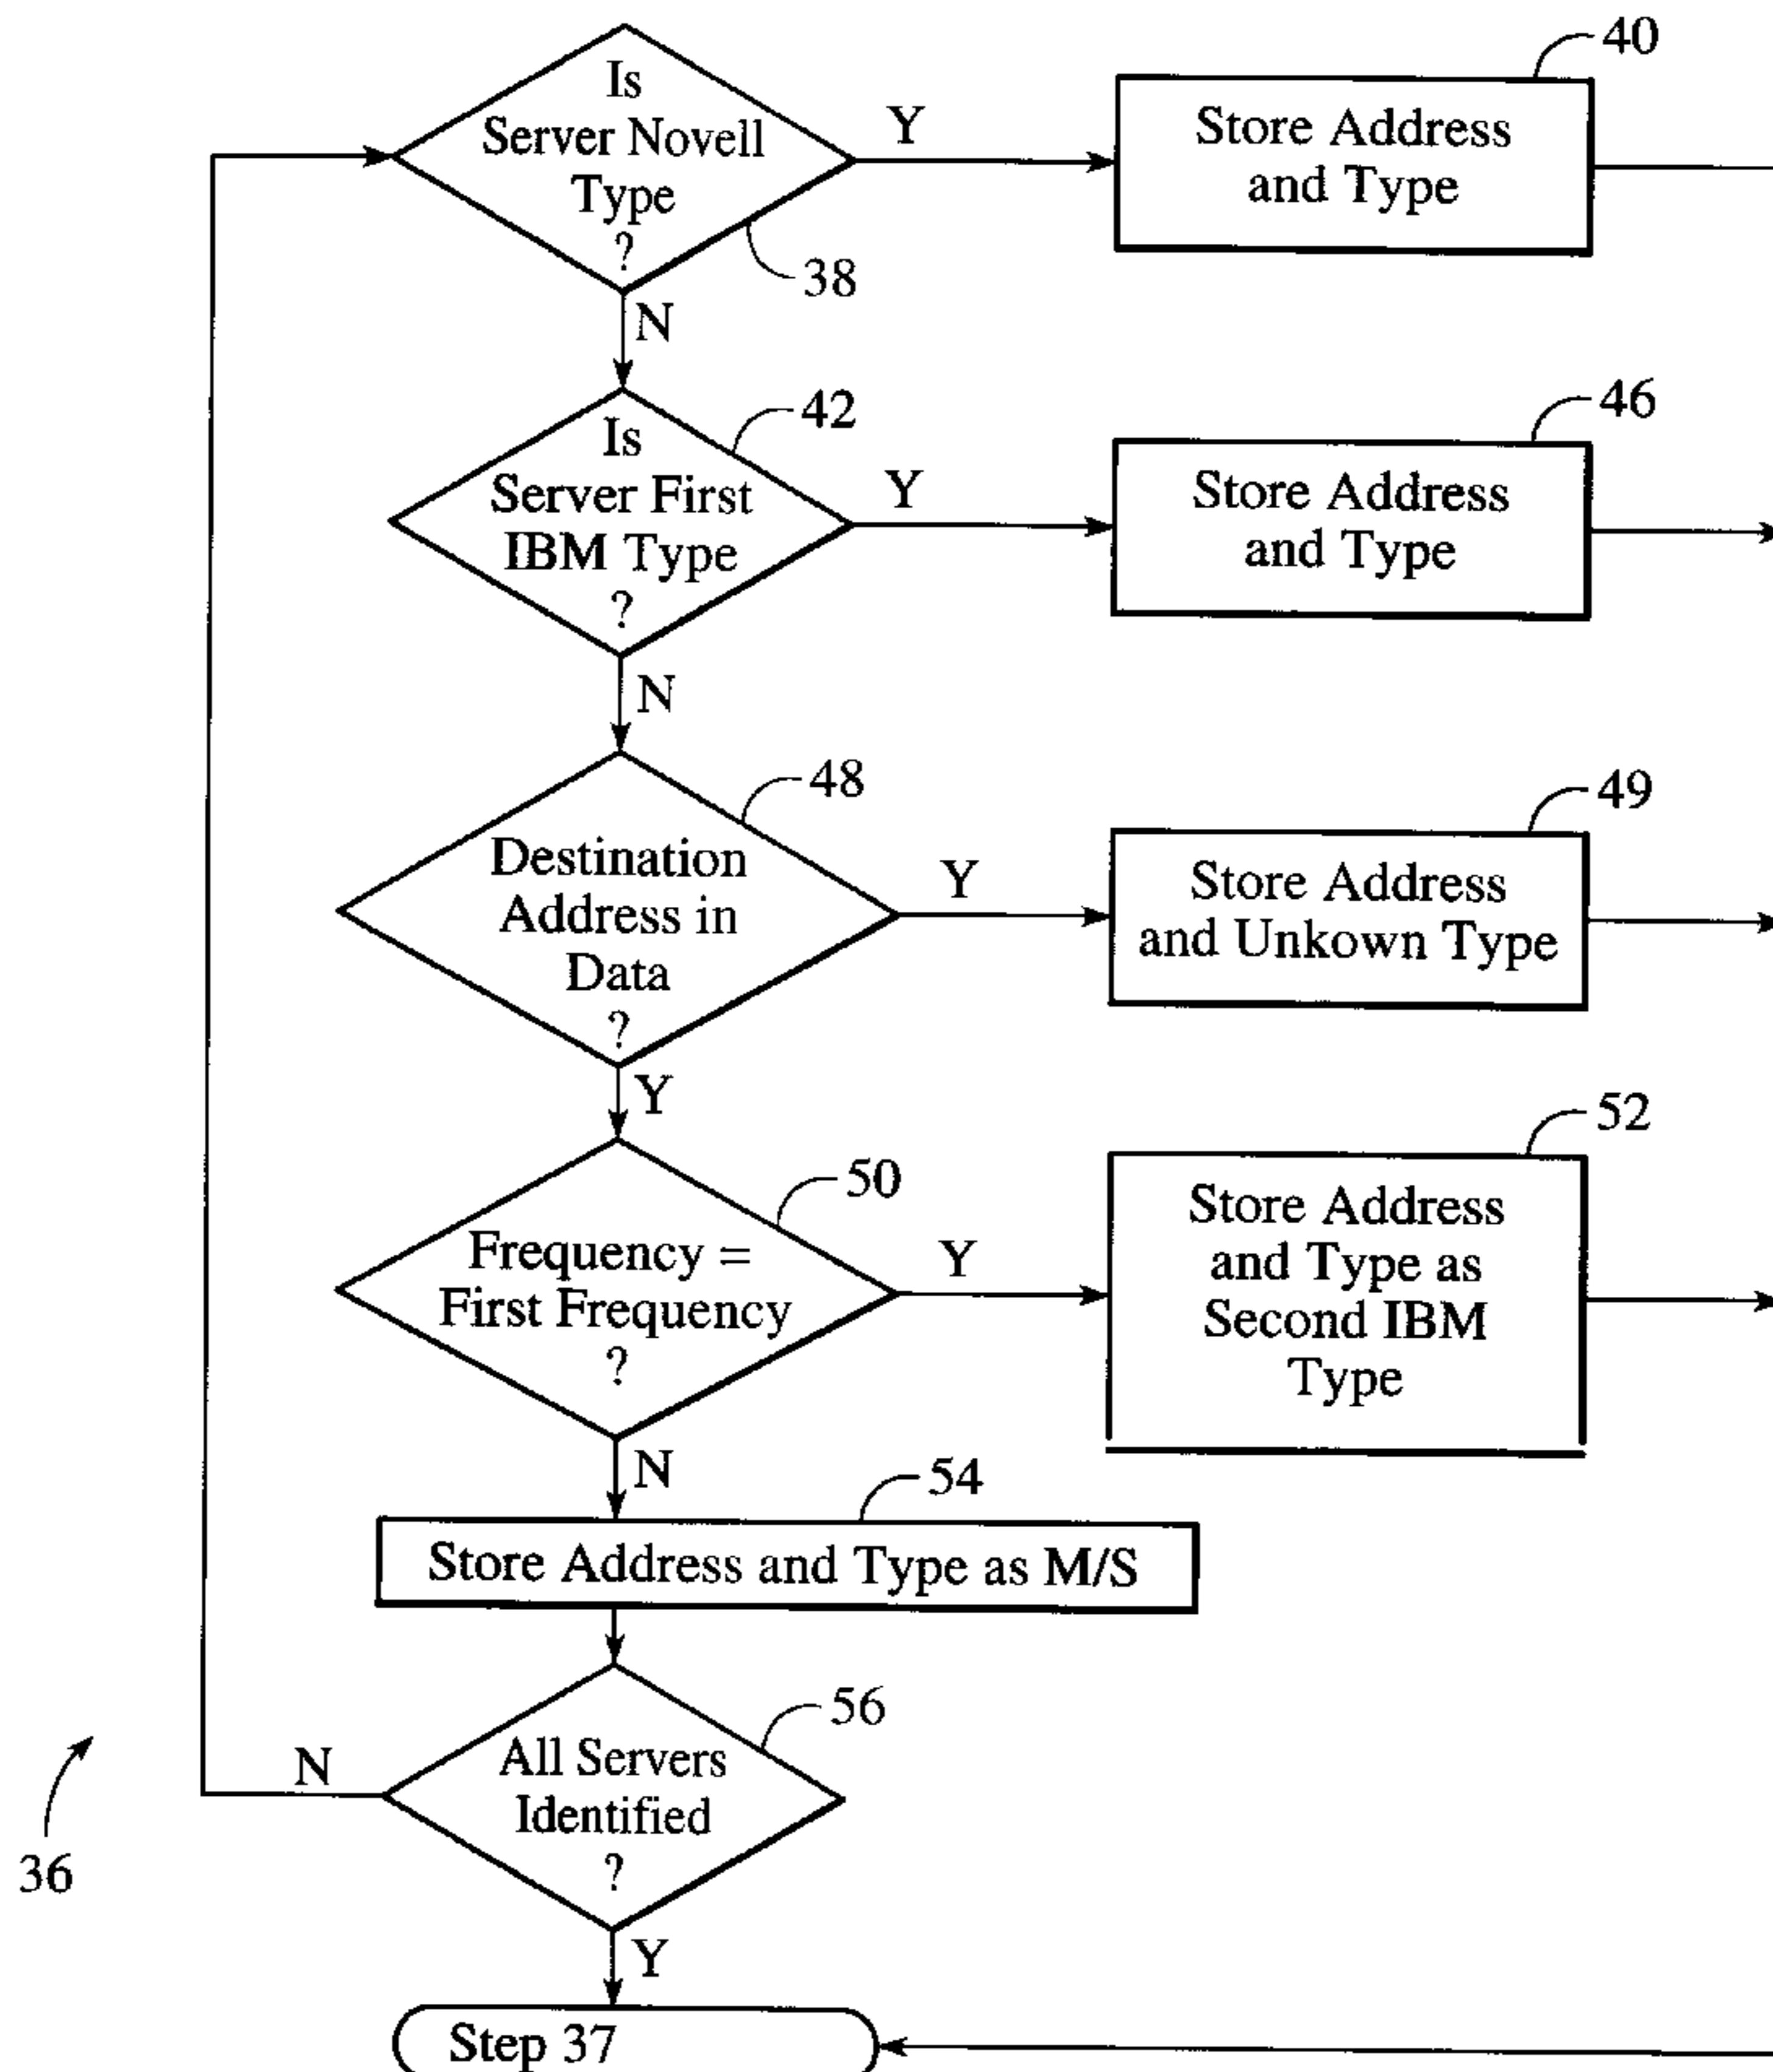 40
Is
Server Novell
Type
?
Y
Store Address
and Type
38
N
42
46
Is
Server First
IBM Type
?
Y
Store Address
and Type
N
48
49
Destination
Address in
Data
?
Y
Store Address
and Unkown Type
Y
50
52
Frequency =
First Frequency
?
Y
Store Address
and Type as
Second IBM
Type
N
54
Store Address and Type as M/S
56
All Servers
Identified
?
N
36
Y
Step 37